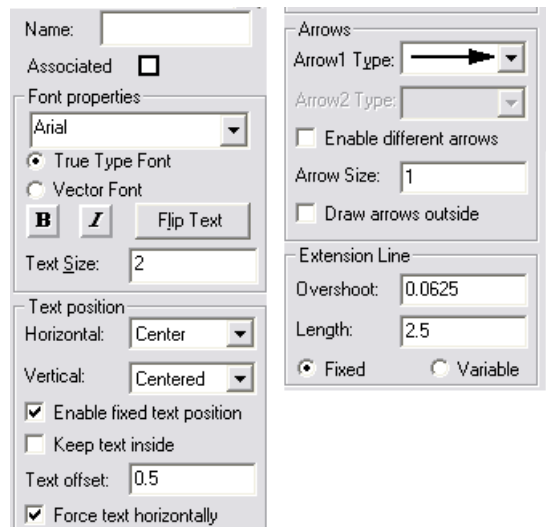 Name:
Associated
Font properties
Arial
True Type Font
Vector Font
B I Flip Text
Text Size: 2
Text position
Horizontal: Center
Vertical: Centered
Enable fixed text position
Keep text inside
Text offset: 0.5
Force text horizontally
Arrows
Arrow1 Type:
Arrow2 Type:
Enable different arrows
Arrow Size: 1
Draw arrows outside
Extension Line
Overshoot: 0.0625
Length: 2.5
Fixed Variable